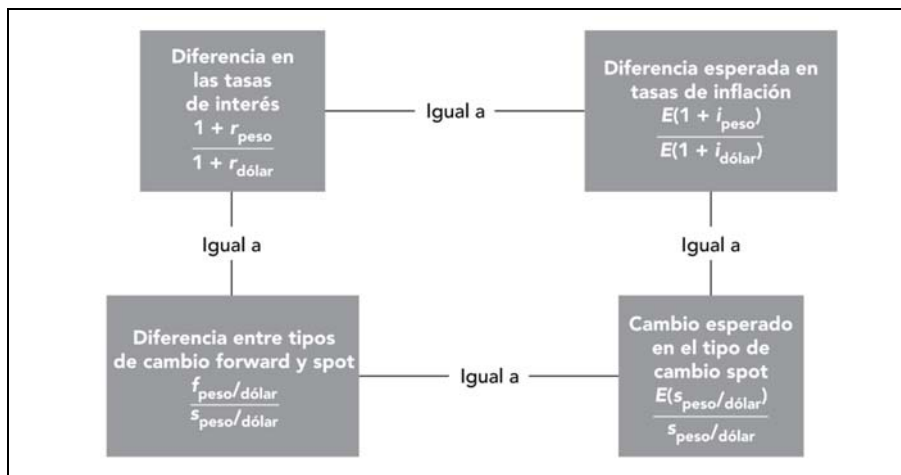 Diferencia en
las tasas
de interés
1 + r_peso
1 + r_dólar
Igual a
Diferencia esperada en
tasas de inflación
E(1 + i_peso)
E(1 + i_dólar)
Igual a
Igual a
Diferencia entre tipos
de cambio forward y spot
f_peso/dólar
s_peso/dólar
Igual a
Cambio esperado
en el tipo de
cambio spot
E(s_peso/dólar)
s_peso/dólar